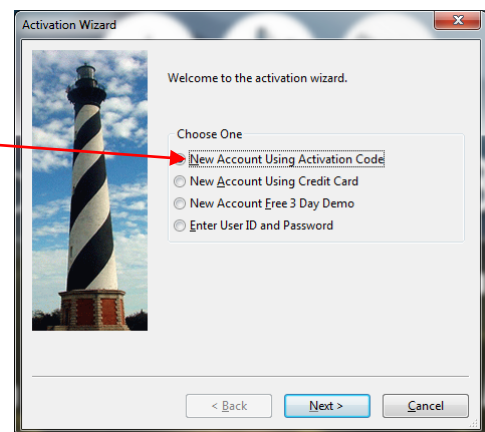 Activation Wizard
Welcome to the activation wizard.
Choose One
New Account Using Activation Code
New Account Using Credit Card
New Account Free 3 Day Demo
Enter User ID and Password
< Back
Next >
Cancel